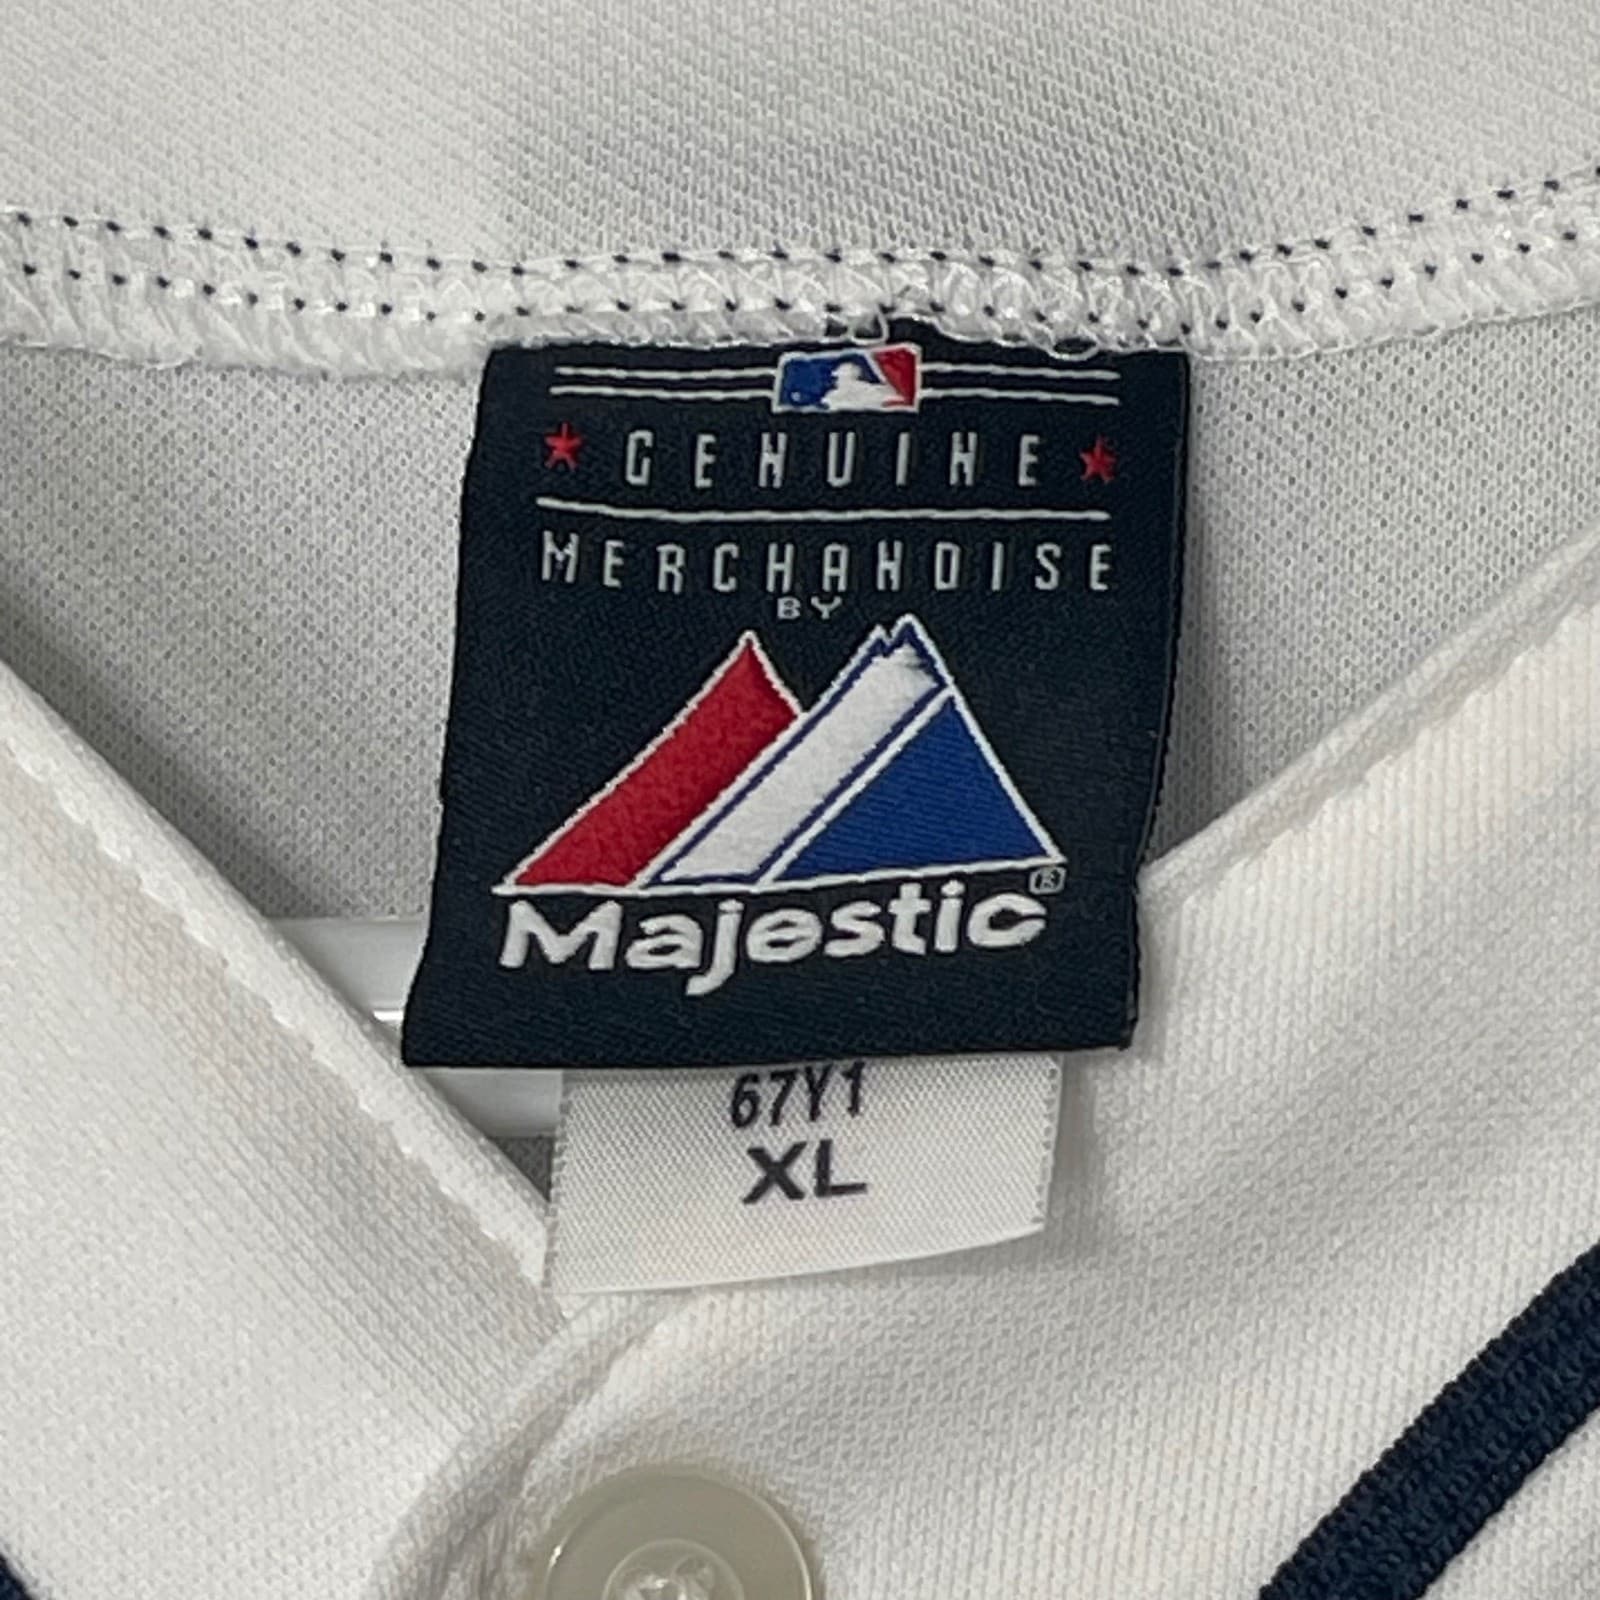 GENUINE
MERCHANDISE
BY
Majestic®
67Y1
XL